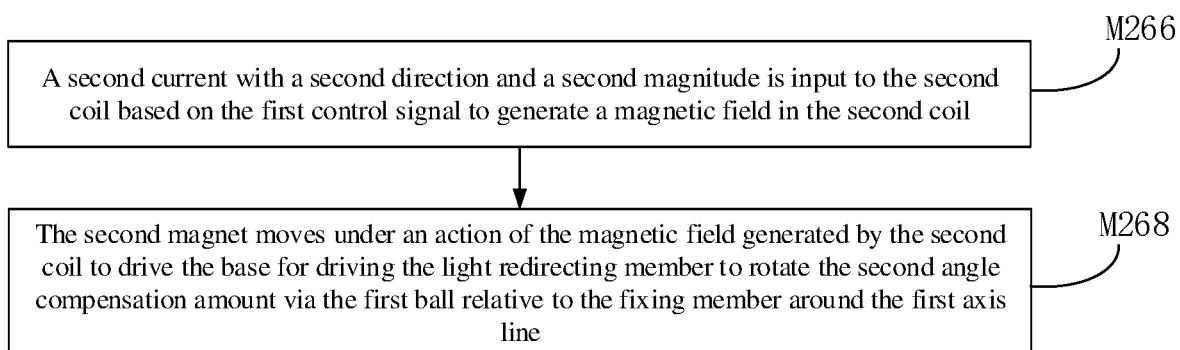 M266
A second current with a second direction and a second magnitude is input to the second
coil based on the first control signal to generate a magnetic field in the second coil
M268
The second magnet moves under an action of the magnetic field generated by the second
coil to drive the base for driving the light redirecting member to rotate the second angle
compensation amount via the first ball relative to the fixing member around the first axis
line